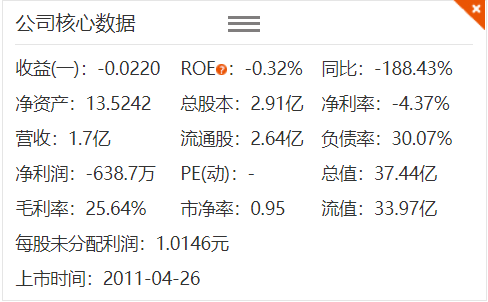 公司核心数据
收益(一)：-0.0220 ROE?：-0.32% 同比：-188.43%
净资产：13.5242 总股本：2.91亿 净利率：-4.37%
营收：1.7亿 流通股：2.64亿 负债率：30.07%
净利润：-638.7万 PE(动)：- 总值：37.44亿
毛利率：25.64% 市净率：0.95 流值：33.97亿
每股未分配利润：1.0146元
上市时间：2011-04-26